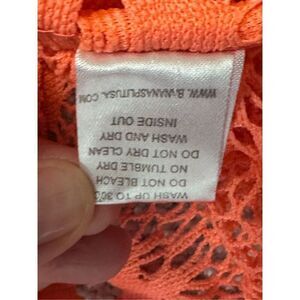 WASH UP TO 30°
DO NOT BLEACH
NO TUMBLE DRY
DO NOT DRY CLEAN
WASH AND DRY
INSIDE OUT
WWW.B.ANANASPLITUSA.COM